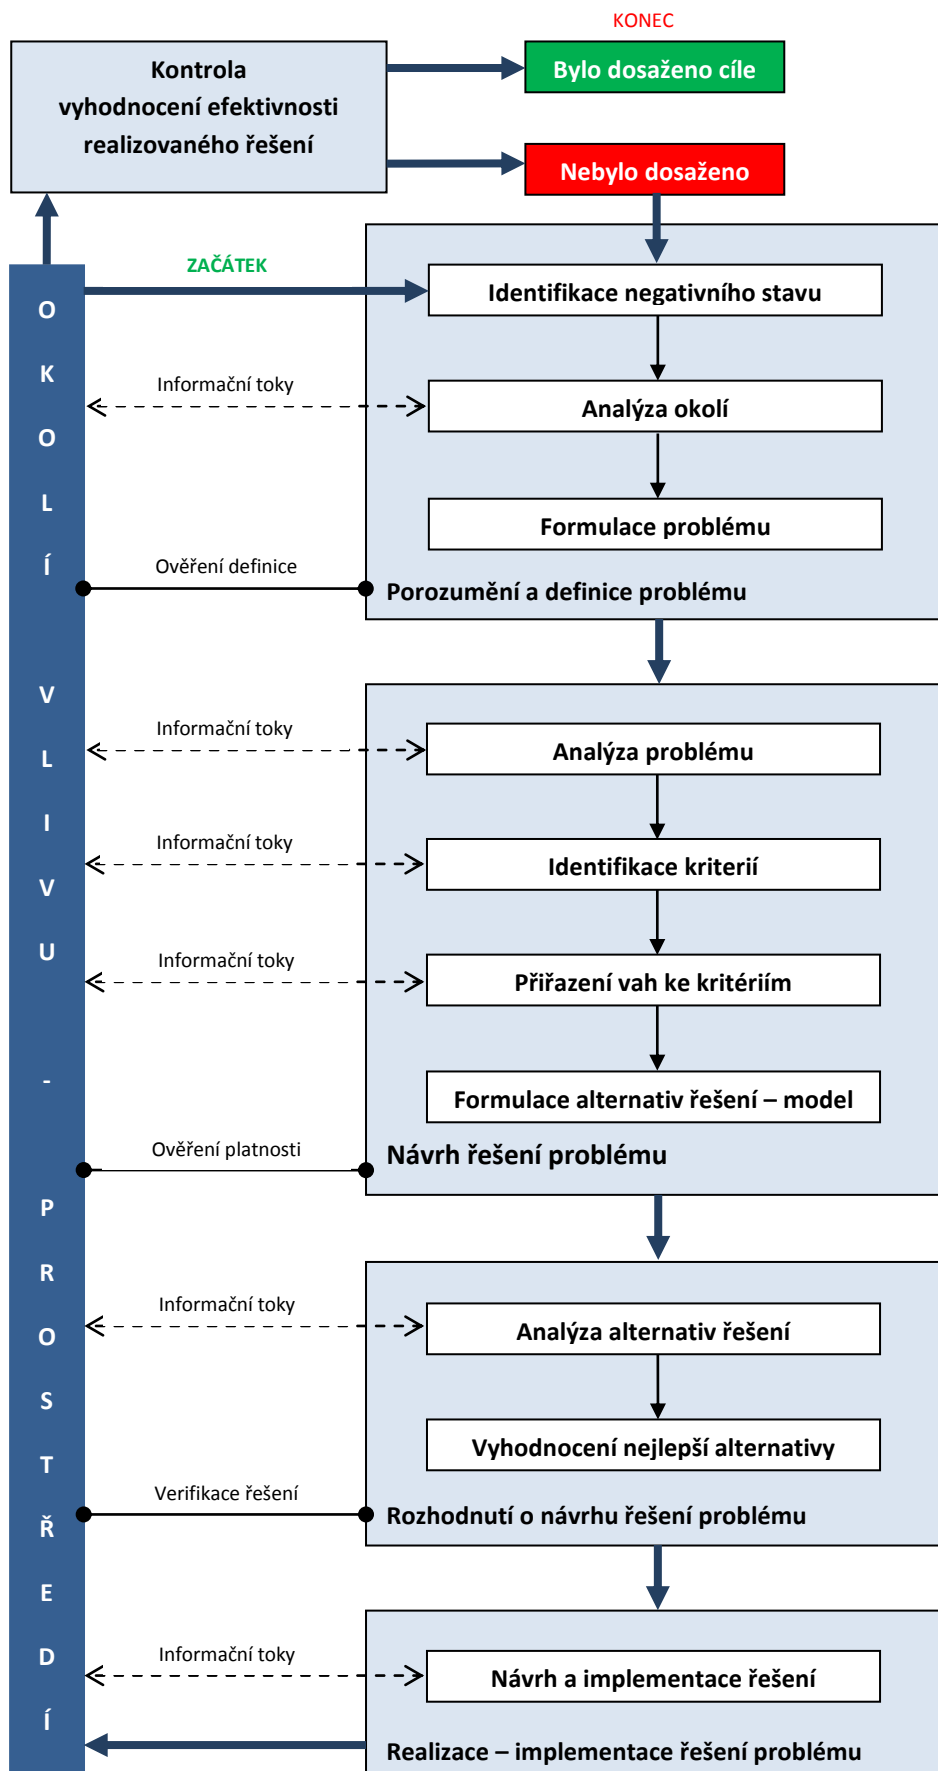 KONEC
Kontrola
vyhodnocení efektivnosti
realizovaného řešení
Bylo dosaženo cíle
Nebylo dosaženo
ZAČÁTEK
Identifikace negativního stavu
Informační toky
Analýza okolí
Formulace problému
Ověření definice
Porozumění a definice problému
Informační toky
Analýza problému
Informační toky
Identifikace kriterií
Informační toky
Přiřazení vah ke kritériím
Formulace alternativ řešení – model
Ověření platnosti
Návrh řešení problému
Informační toky
Analýza alternativ řešení
Vyhodnocení nejlepší alternativy
Verifikace řešení
Rozhodnutí o návrhu řešení problému
Informační toky
Návrh a implementace řešení
Realizace – implementace řešení problému
OKOLÍ VLIVU - PROSTŘEDÍ